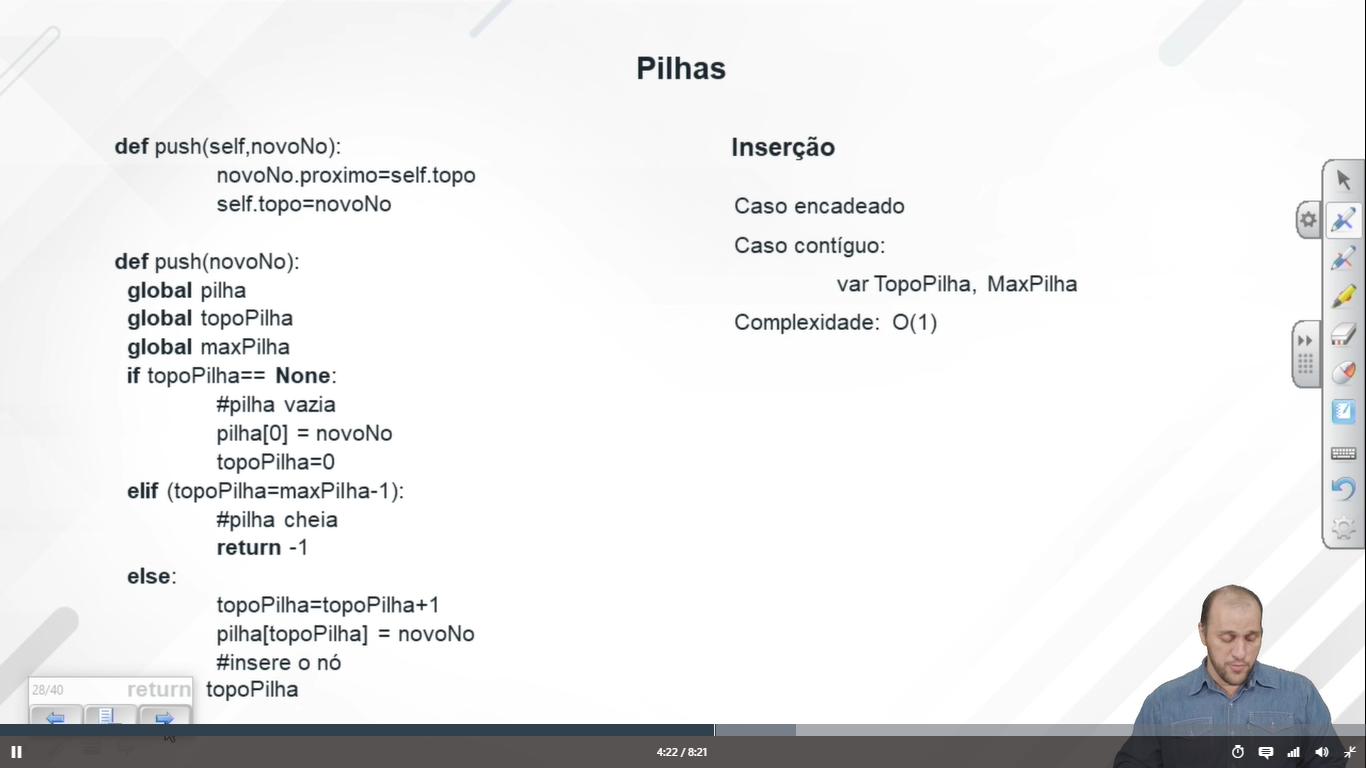 Pilhas
def push(self,novoNo):
novoNo.proximo=self.topo
self.topo=novoNo
def push(novoNo):
global pilha
global topoPilha
global maxPilha
if topoPilha== None:
#pilha vazia
pilha[0] = novoNo
topoPilha=0
elif (topoPilha=maxPilha-1):
#pilha cheia
return -1
else:
topoPilha=topoPilha+1
pilha[topoPilha] = novoNo
#insere o nó
return topoPilha
Inserção
Caso encadeado
Caso contíguo:
var TopoPilha, MaxPilha
Complexidade: O(1)
28/40
4:22 / 8:21